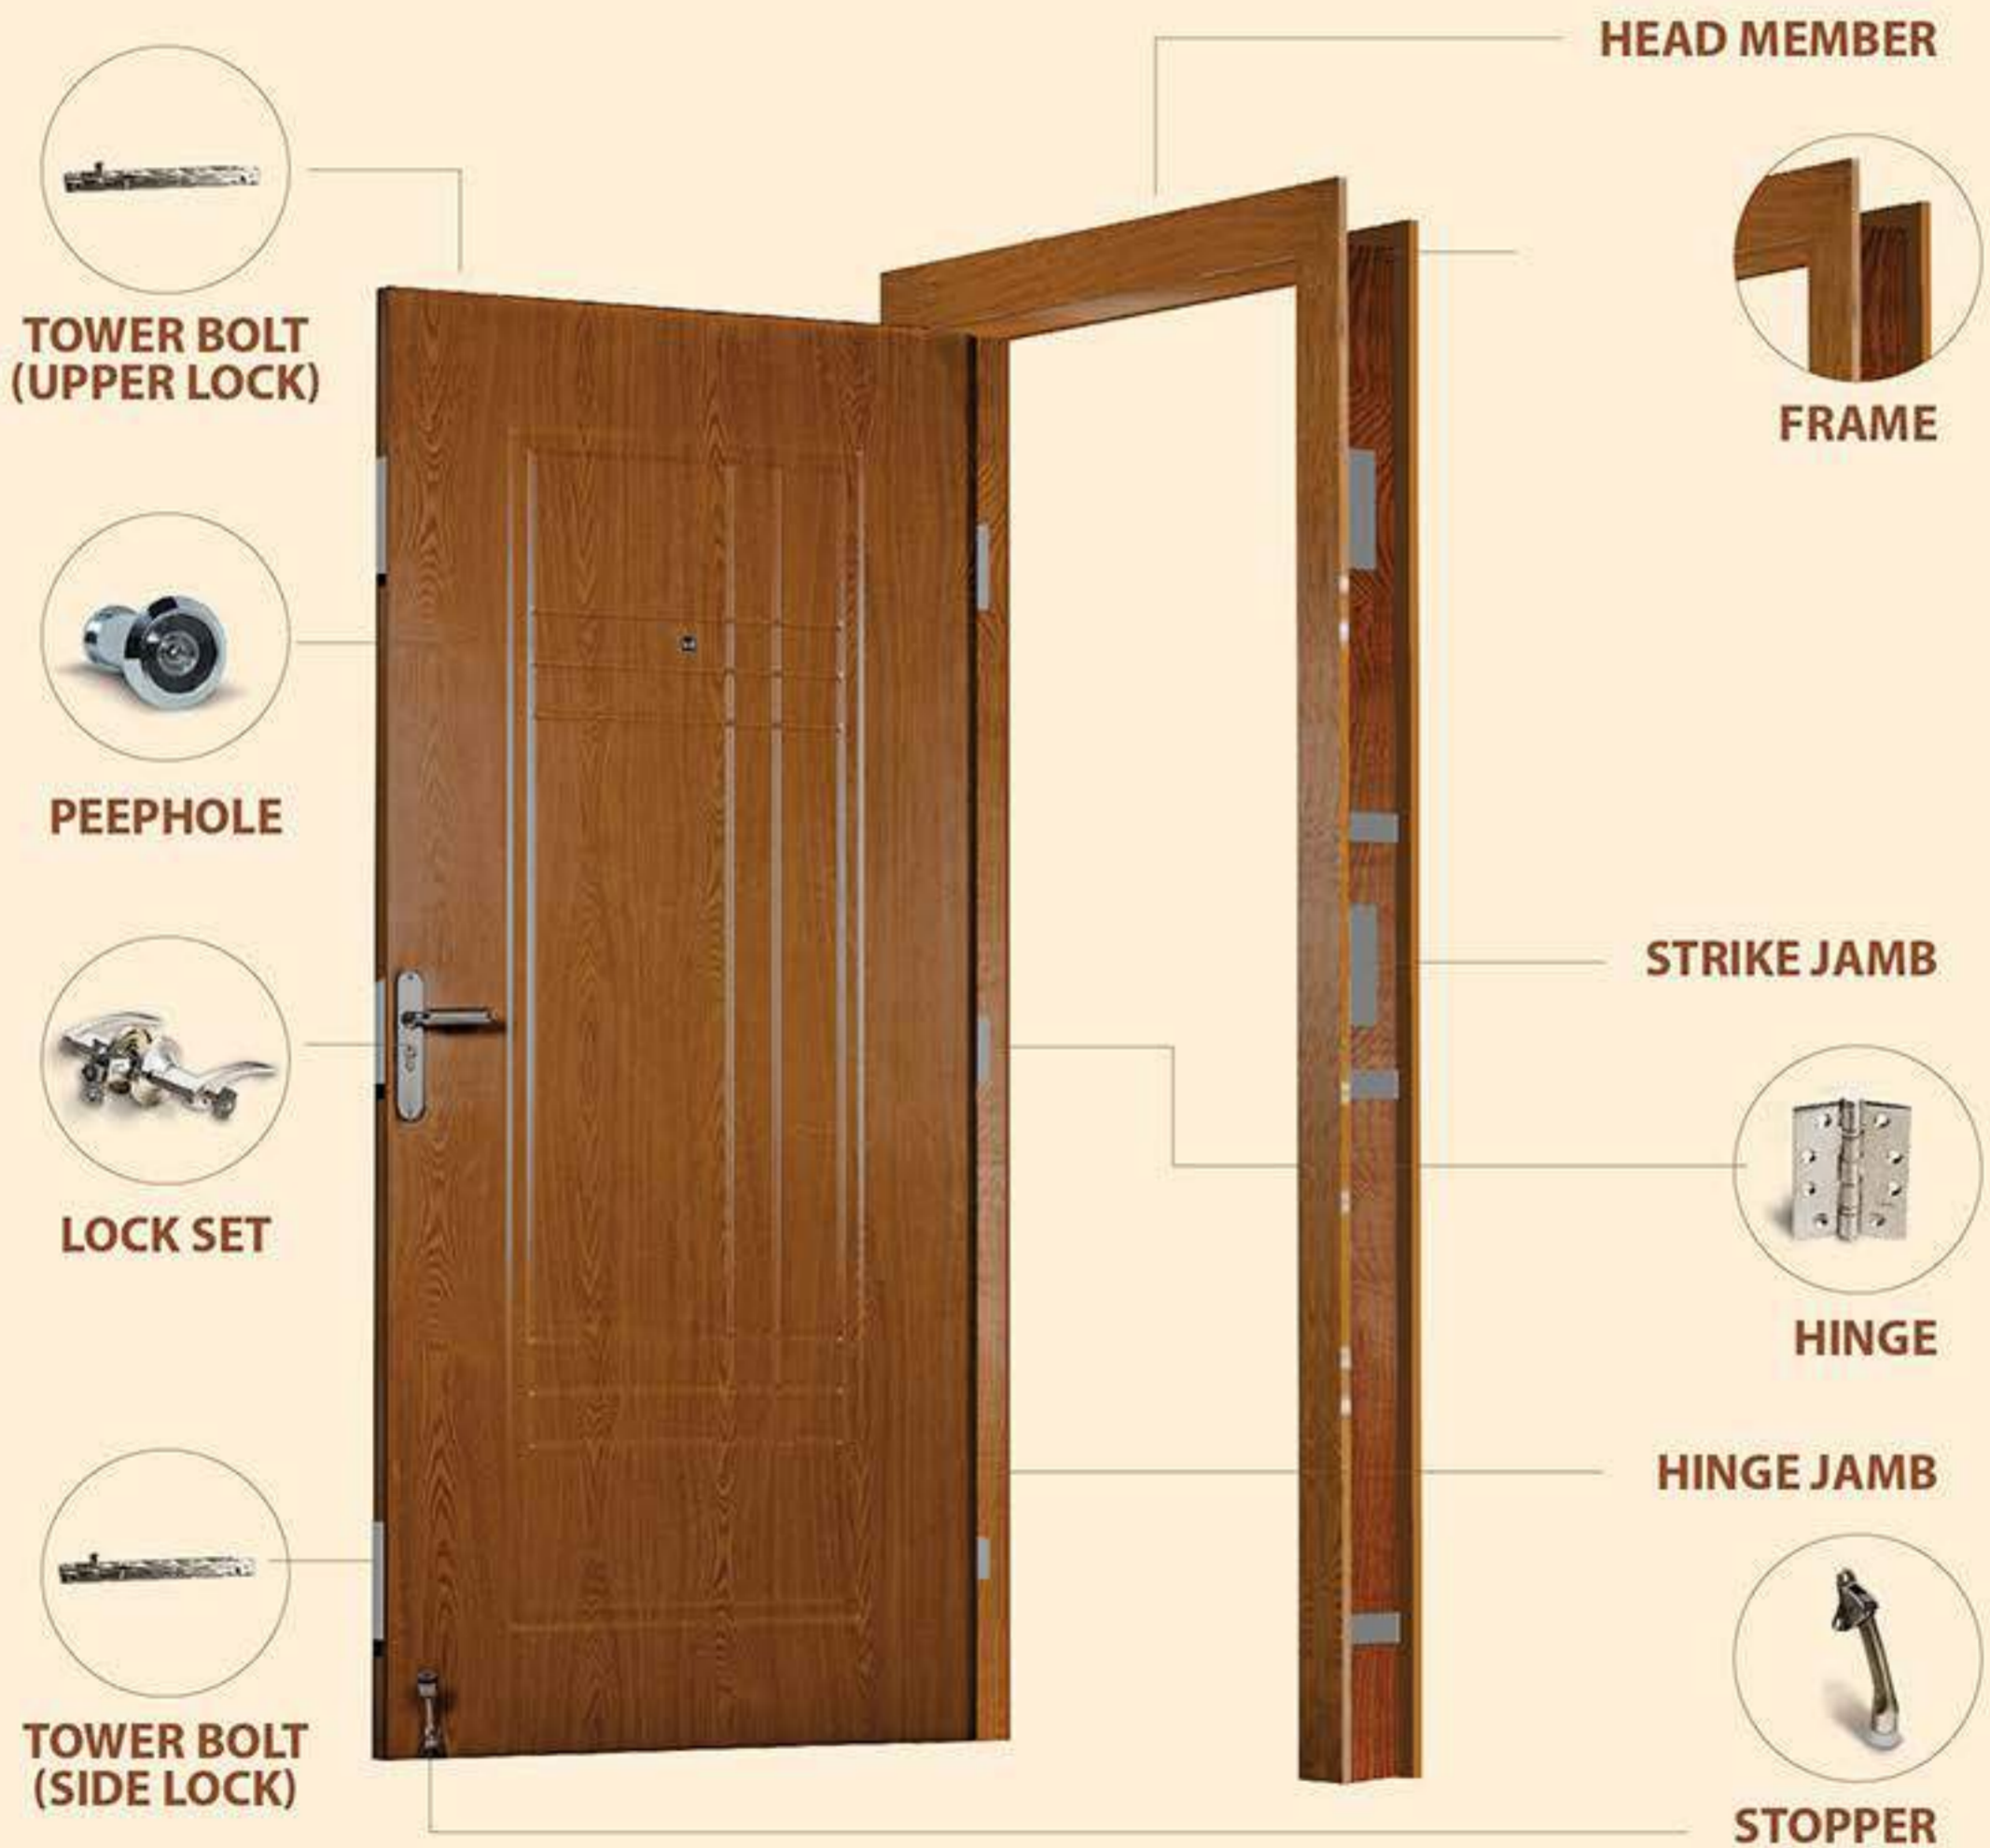 HEAD MEMBER
TOWER BOLT
(UPPER LOCK)
FRAME
PEEPHOLE
STRIKE JAMB
LOCK SET
HINGE
HINGE JAMB
TOWER BOLT
(SIDE LOCK)
STOPPER